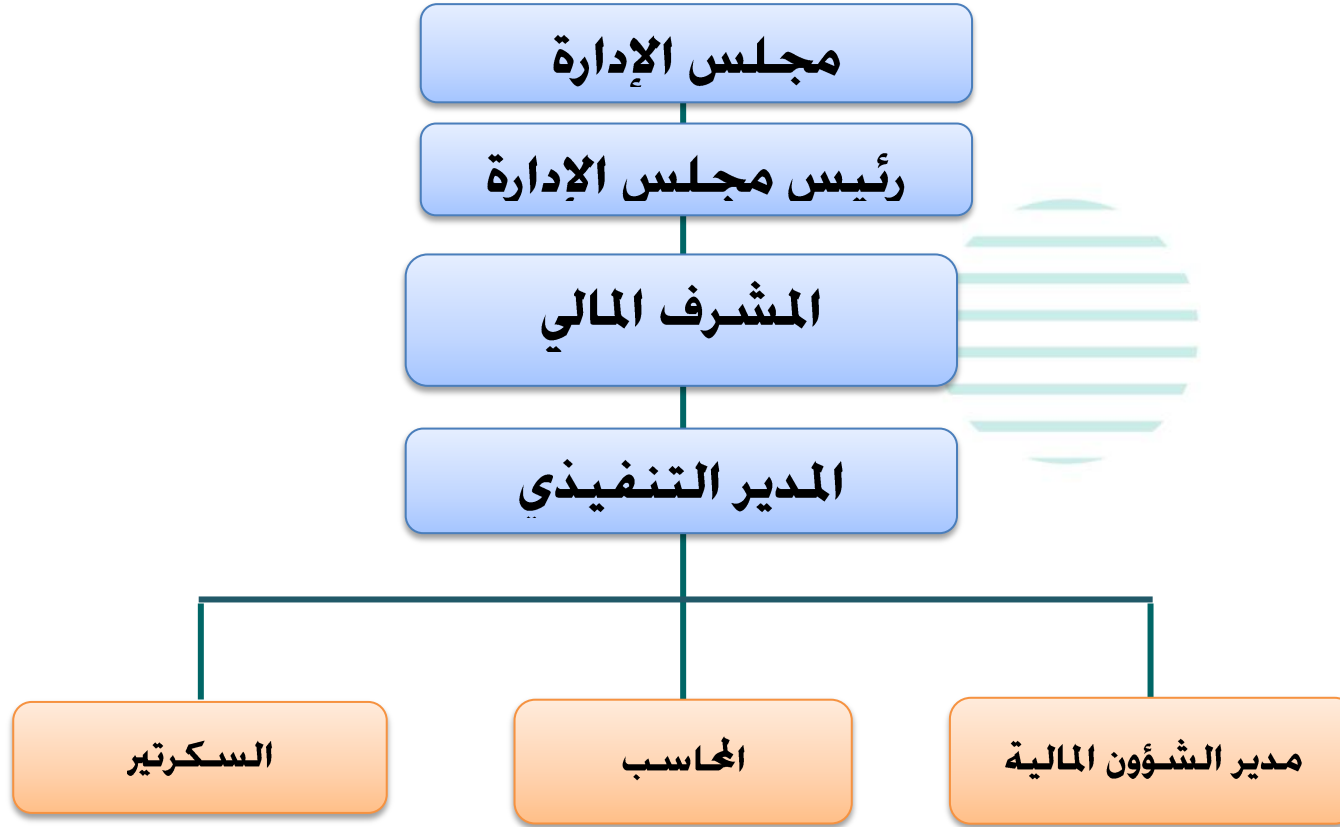 مجلس الإدارة
رئيس مجلس الإدارة
المشرف المالي
المدير التنفيذي
مدير الشؤون المالية
المحاسب
السكرتير